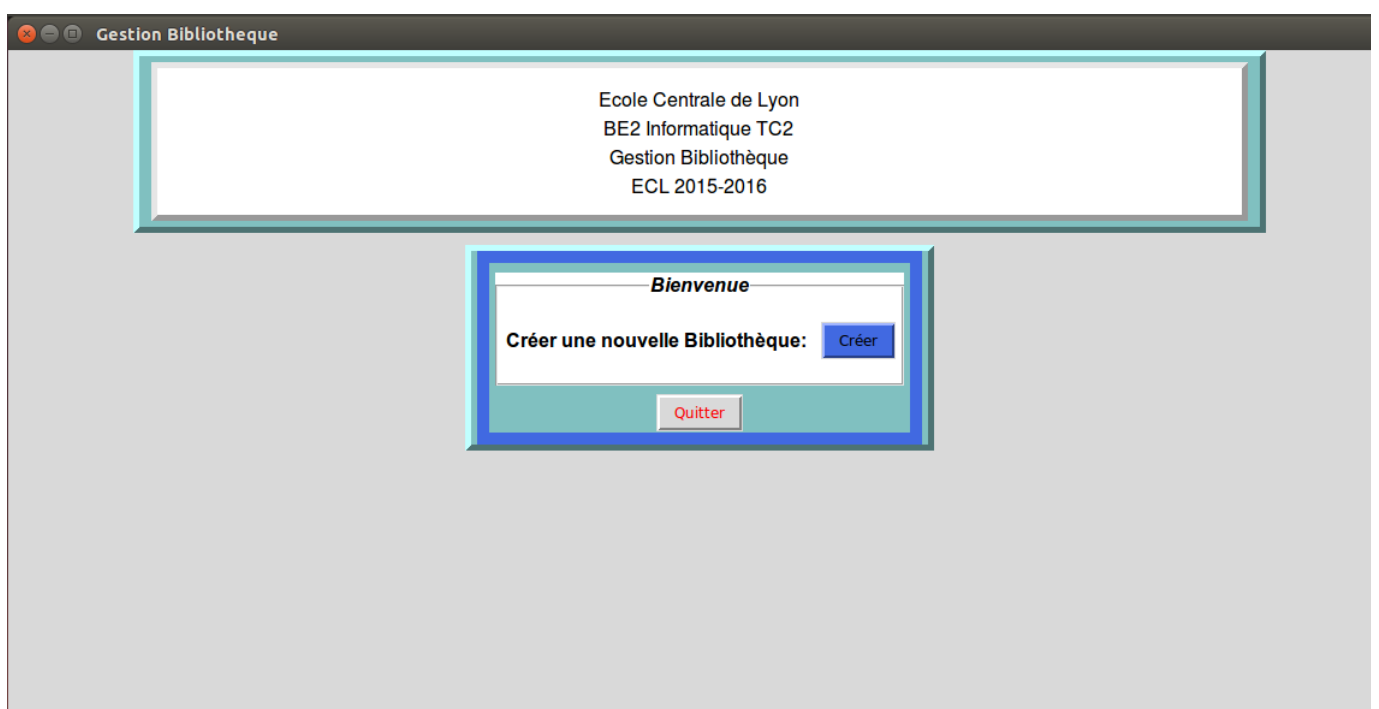 Gestion Bibliotheque
Ecole Centrale de Lyon
BE2 Informatique TC2
Gestion Bibliothèque
ECL 2015-2016
Bienvenue
Créer une nouvelle Bibliothèque: Créer
Quitter